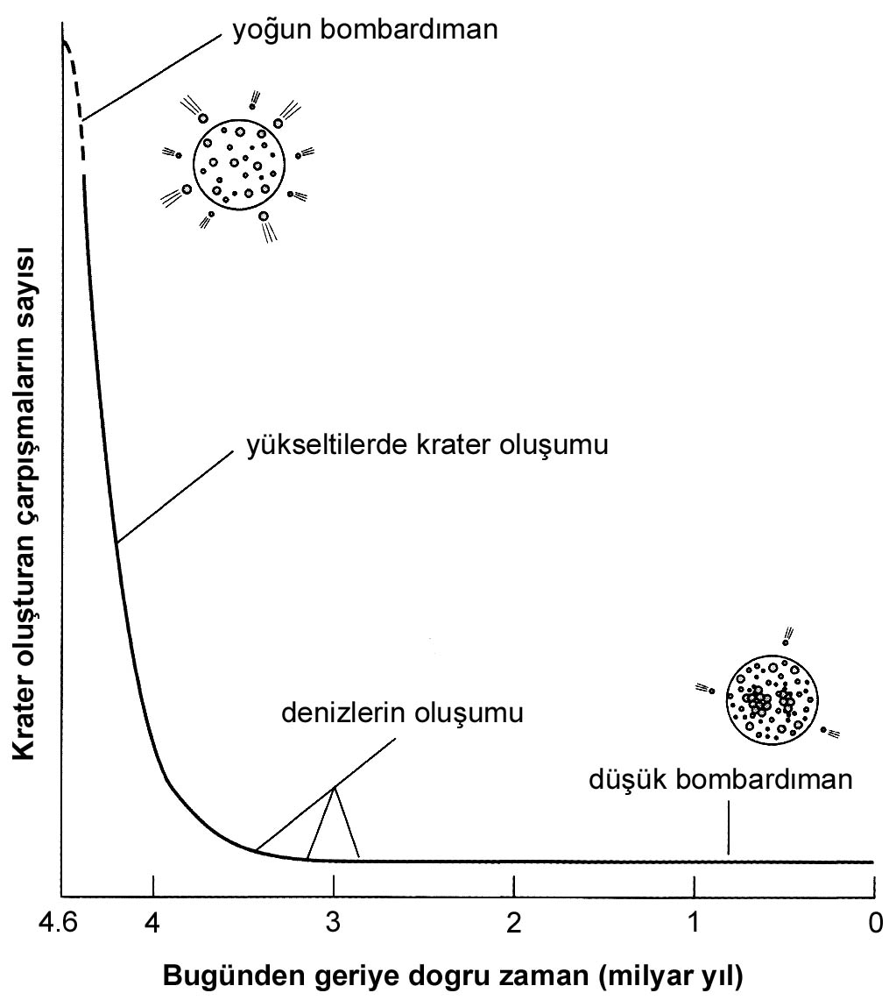 yoğun bombardıman
Krater oluşturan çarpışmaların sayısı
yükseltilerde krater oluşumu
denizlerin oluşumu
düşük bombardıman
4.6 4 3 2 1 0
Bugünden geriye dogru zaman (milyar yıl)